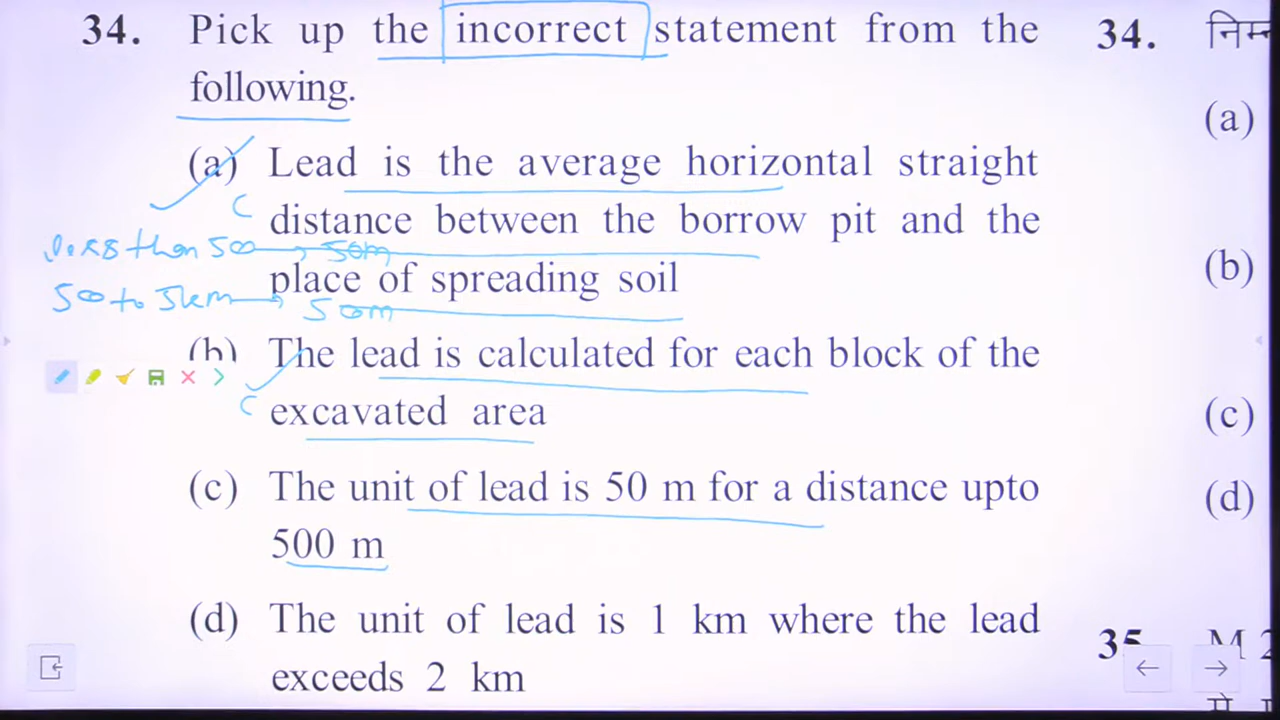 34. Pick up the incorrect statement from the
following.
(a) Lead is the average horizontal straight
distance between the borrow pit and the
place of spreading soil
less than 500 → 50m
500 to 5km → 500m
(b) The lead is calculated for each block of the
excavated area
(c) The unit of lead is 50 m for a distance upto
500 m
(d) The unit of lead is 1 km where the lead
exceeds 2 km
34.
(a)
(b)
(c)
(d)
35